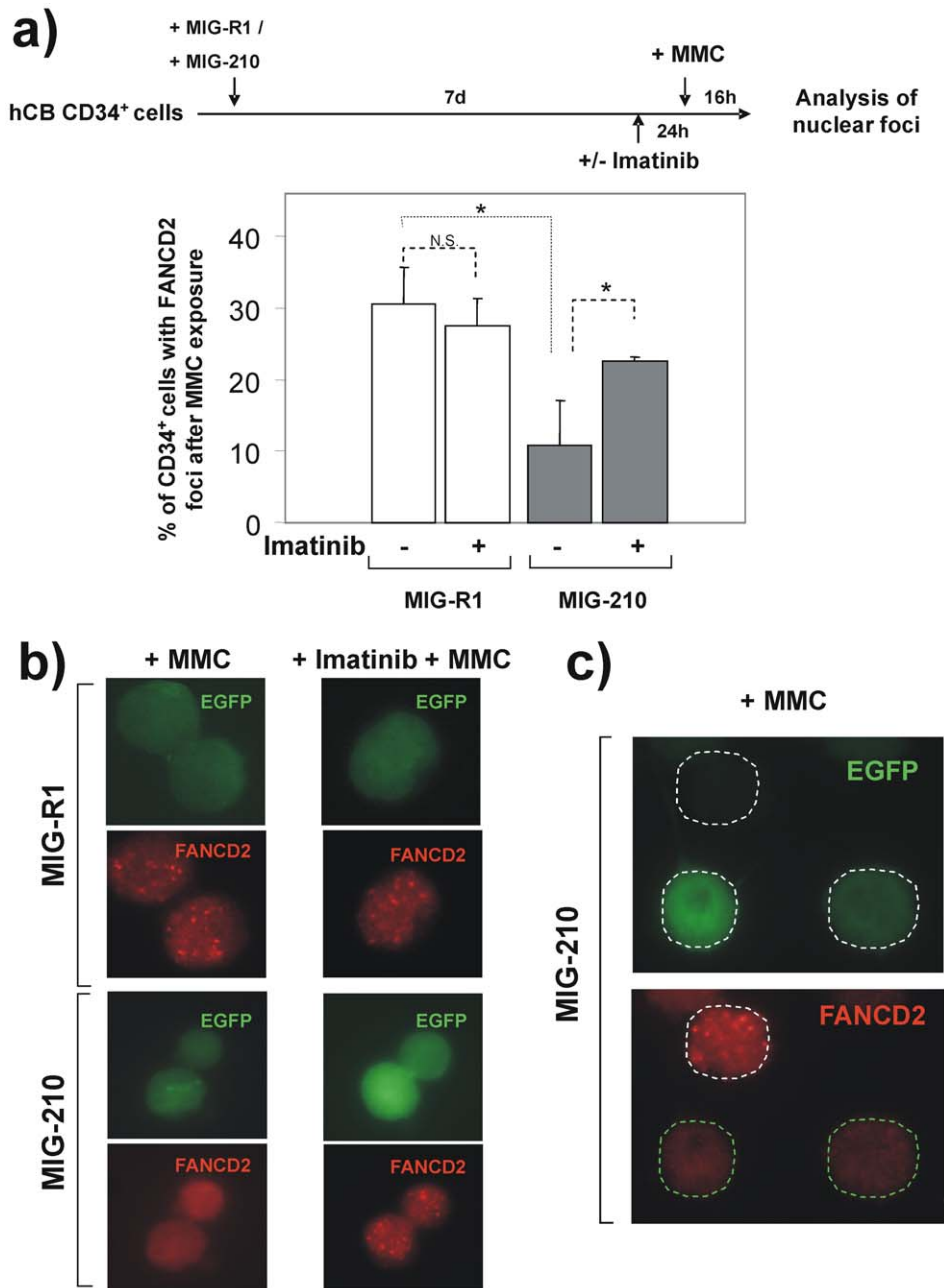 a)
+ MIG-R1 /
+ MIG-210
+ MMC
hCB CD34⁺ cells
7d
16h
Analysis of
nuclear foci
24h
+/- Imatinib
% of CD34⁺ cells with FANCD2
foci after MMC exposure
40
30
20
10
0
*
N.S.
*
Imatinib
-
+
-
+
MIG-R1
MIG-210
b)
+ MMC
+ Imatinib + MMC
MIG-R1
EGFP
EGFP
FANCD2
FANCD2
MIG-210
EGFP
EGFP
FANCD2
FANCD2
c)
+ MMC
MIG-210
EGFP
FANCD2